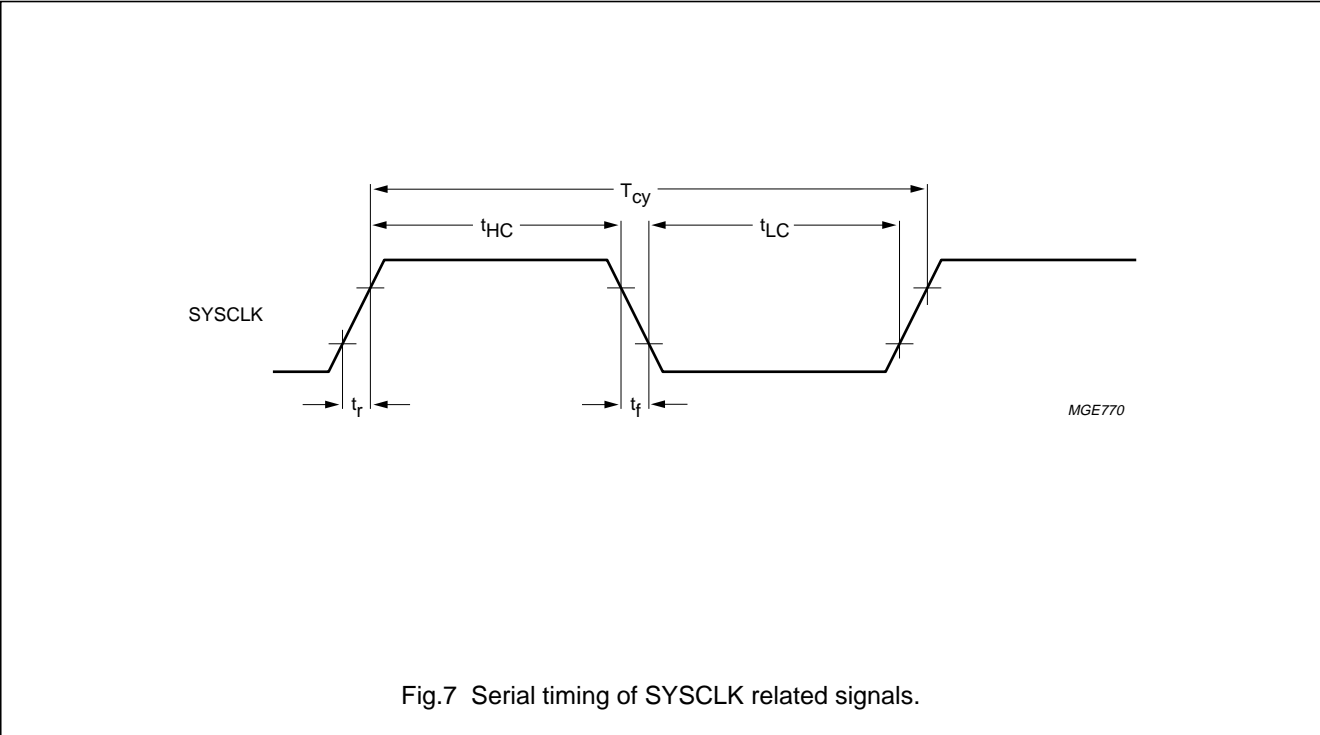 Tcy
tHC
tLC
SYSCLK
tr
tf
MGE770
Fig.7 Serial timing of SYSCLK related signals.